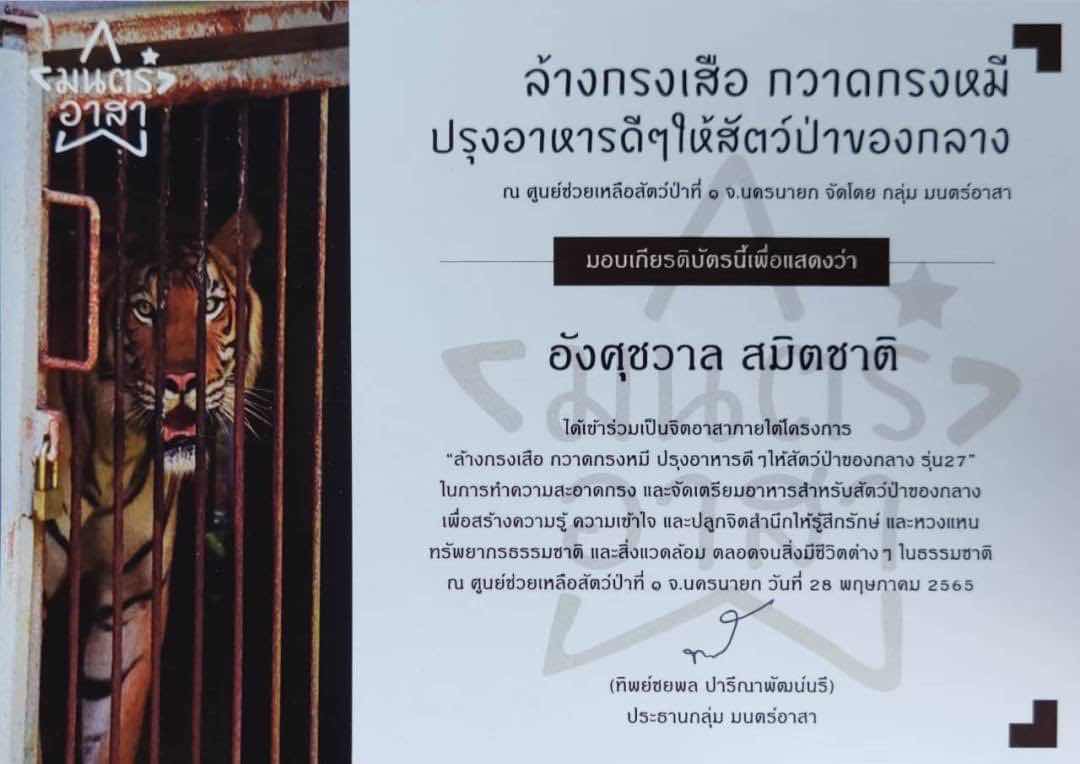 มนตร์
อาสา
ล้างกรงเสือ กวาดกรงหมี
ปรุงอาหารดีๆให้สัตว์ป่าของกลาง
ณ ศูนย์ช่วยเหลือสัตว์ป่าที่ ๑ จ.นครนายก จัดโดย กลุ่ม มนตร์อาสา
มอบเกียรติบัตรนี้เพื่อแสดงว่า
อังศุชวาล สมิตชาติ
ได้เข้าร่วมเป็นจิตอาสาภายใต้โครงการ
“ล้างกรงเสือ กวาดกรงหมี ปรุงอาหารดีๆให้สัตว์ป่าของกลาง รุ่น27”
ในการทำความสะอาดกรง และจัดเตรียมอาหารสำหรับสัตว์ป่าของกลาง
เพื่อสร้างความรู้ ความเข้าใจ และปลูกจิตสำนึกให้รู้สึกรักษ์ และหวงแหน
ทรัพยากรธรรมชาติ และสิ่งแวดล้อม ตลอดจนสิ่งมีชีวิตต่างๆ ในธรรมชาติ
ณ ศูนย์ช่วยเหลือสัตว์ป่าที่ ๑ จ.นครนายก วันที่ 28 พฤษภาคม 2565
(ทิพย์ชยพล ปารีณาพัฒน์นรี)
ประธานกลุ่ม มนตร์อาสา